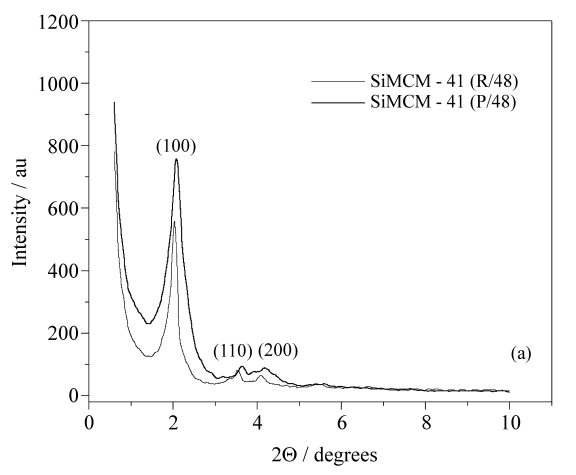 1200
1000
800
600
400
200
0
Intensity / au
SiMCM - 41 (R/48)
SiMCM - 41 (P/48)
(100)
(110)
(200)
(a)
0 2 4 6 8 10
2Θ / degrees